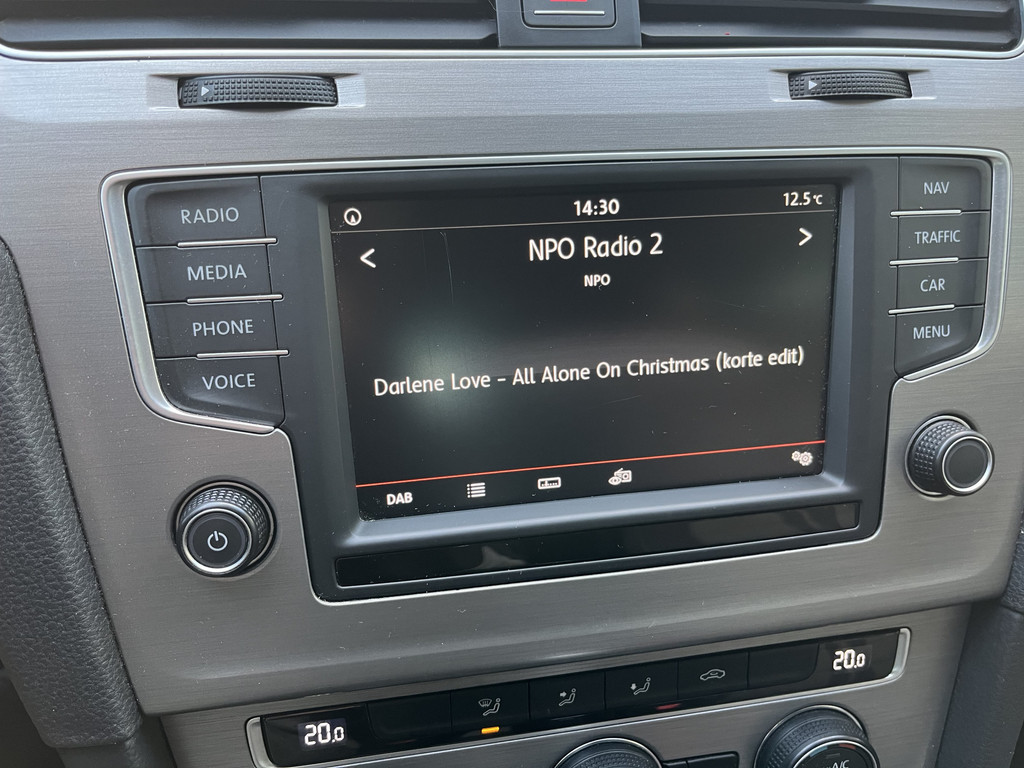 RADIO
MEDIA
PHONE
VOICE
14:30
12.5°C
< NPO Radio 2 >
NPO
Darlene Love - All Alone On Christmas (korte edit)
DAB
NAV
TRAFFIC
CAR
MENU
20.0
20.0
A/C